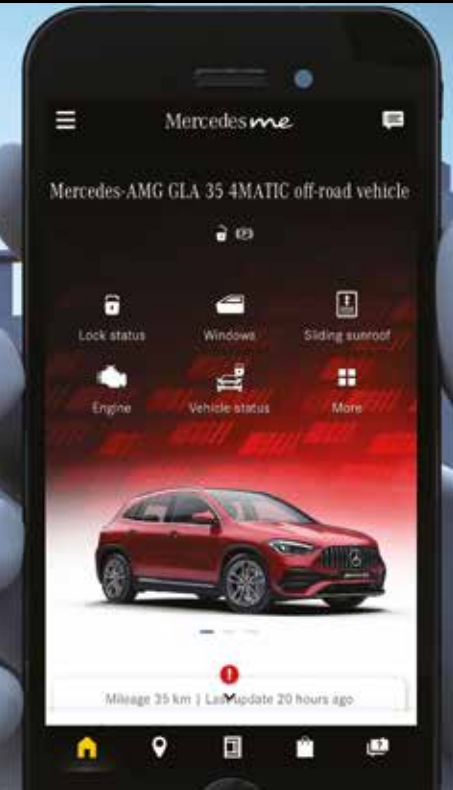 Mercedes me
Mercedes-AMG GLA 35 4MATIC off-road vehicle
Lock status Windows Sliding sunroof
Engine Vehicle status More
Mileage 35 km | Last update 20 hours ago